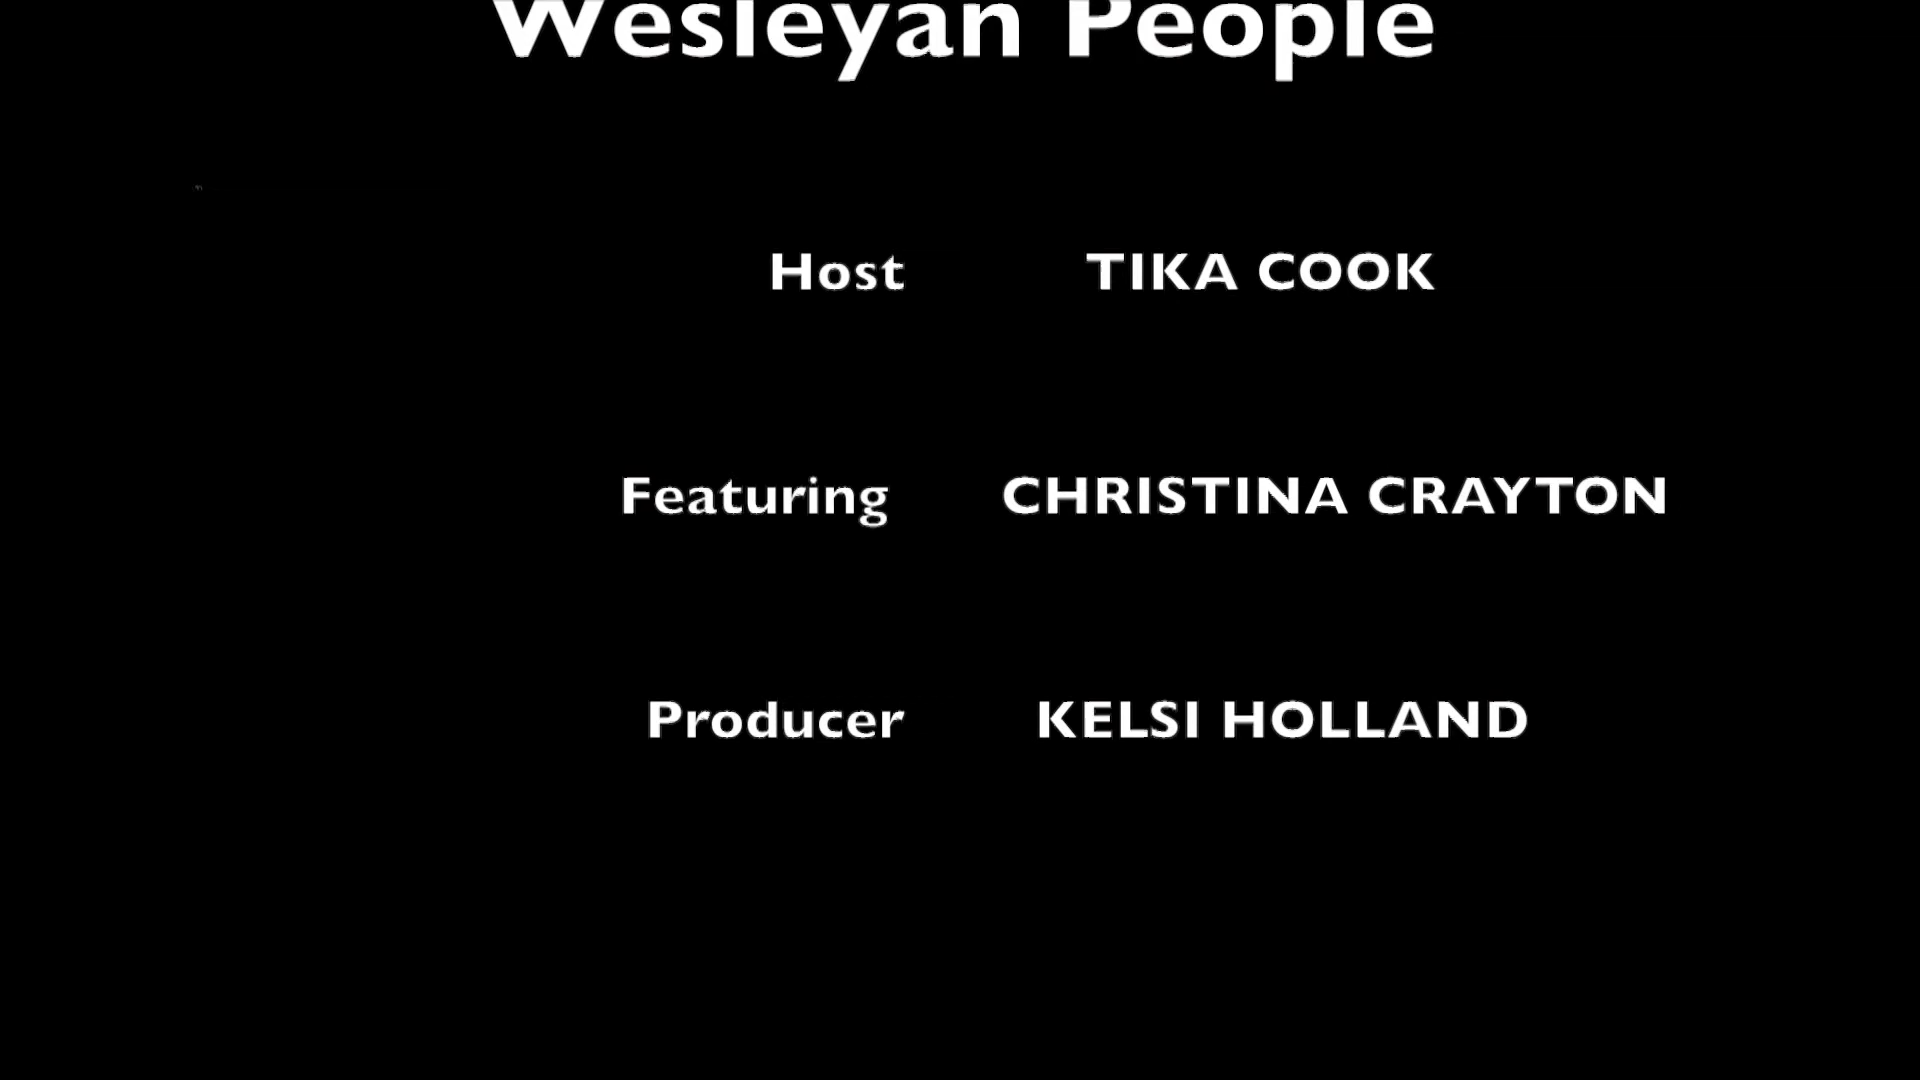 Wesleyan People
Host TIKA COOK
Featuring CHRISTINA CRAYTON
Producer KELSI HOLLAND